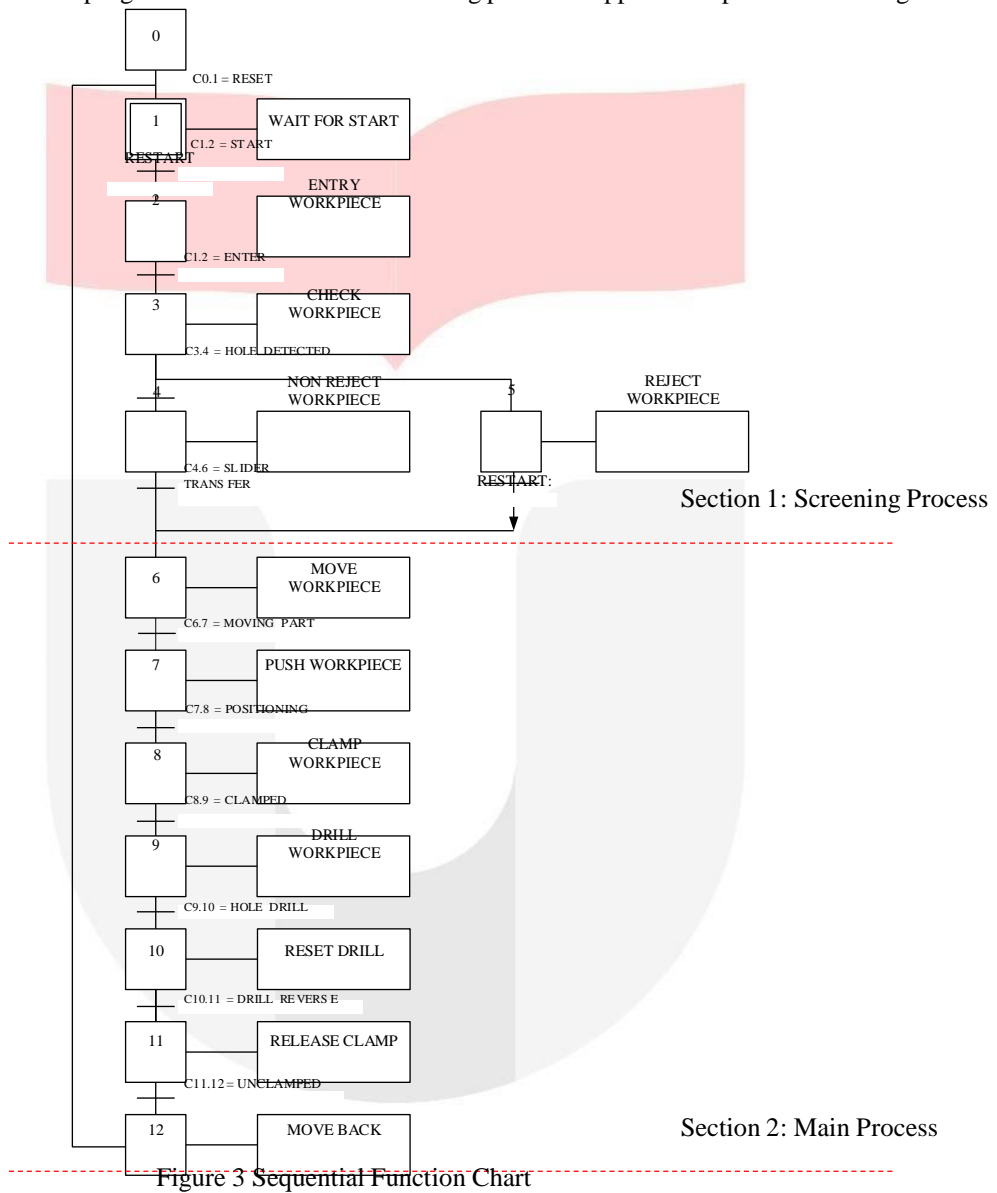 0
C0.1 = RESET
1
WAIT FOR START
C1.2 = START
RESTART
2
ENTRY
WORKPIECE
C1.2 = ENTER
3
CHECK
WORKPIECE
C3.4 = HOLE DETECTED
4
NON REJECT
WORKPIECE
5
REJECT
WORKPIECE
C4.6 = SLIDER
TRANSFER
RESTART:
Section 1: Screening Process
6
MOVE
WORKPIECE
C6.7 = MOVING PART
7
PUSH WORKPIECE
C7.8 = POSITIONING
8
CLAMP
WORKPIECE
C8.9 = CLAMPED
9
DRILL
WORKPIECE
C9.10 = HOLE DRILL
10
RESET DRILL
C10.11 = DRILL REVERSE
11
RELEASE CLAMP
C11.12 = UNCLAMPED
12
MOVE BACK
Section 2: Main Process
Figure 3 Sequential Function Chart